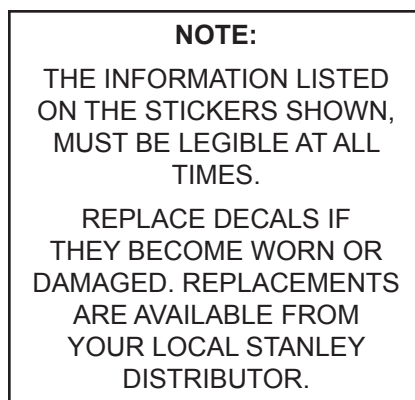 NOTE:
THE INFORMATION LISTED
ON THE STICKERS SHOWN,
MUST BE LEGIBLE AT ALL
TIMES.
REPLACE DECALS IF
THEY BECOME WORN OR
DAMAGED. REPLACEMENTS
ARE AVAILABLE FROM
YOUR LOCAL STANLEY
DISTRIBUTOR.